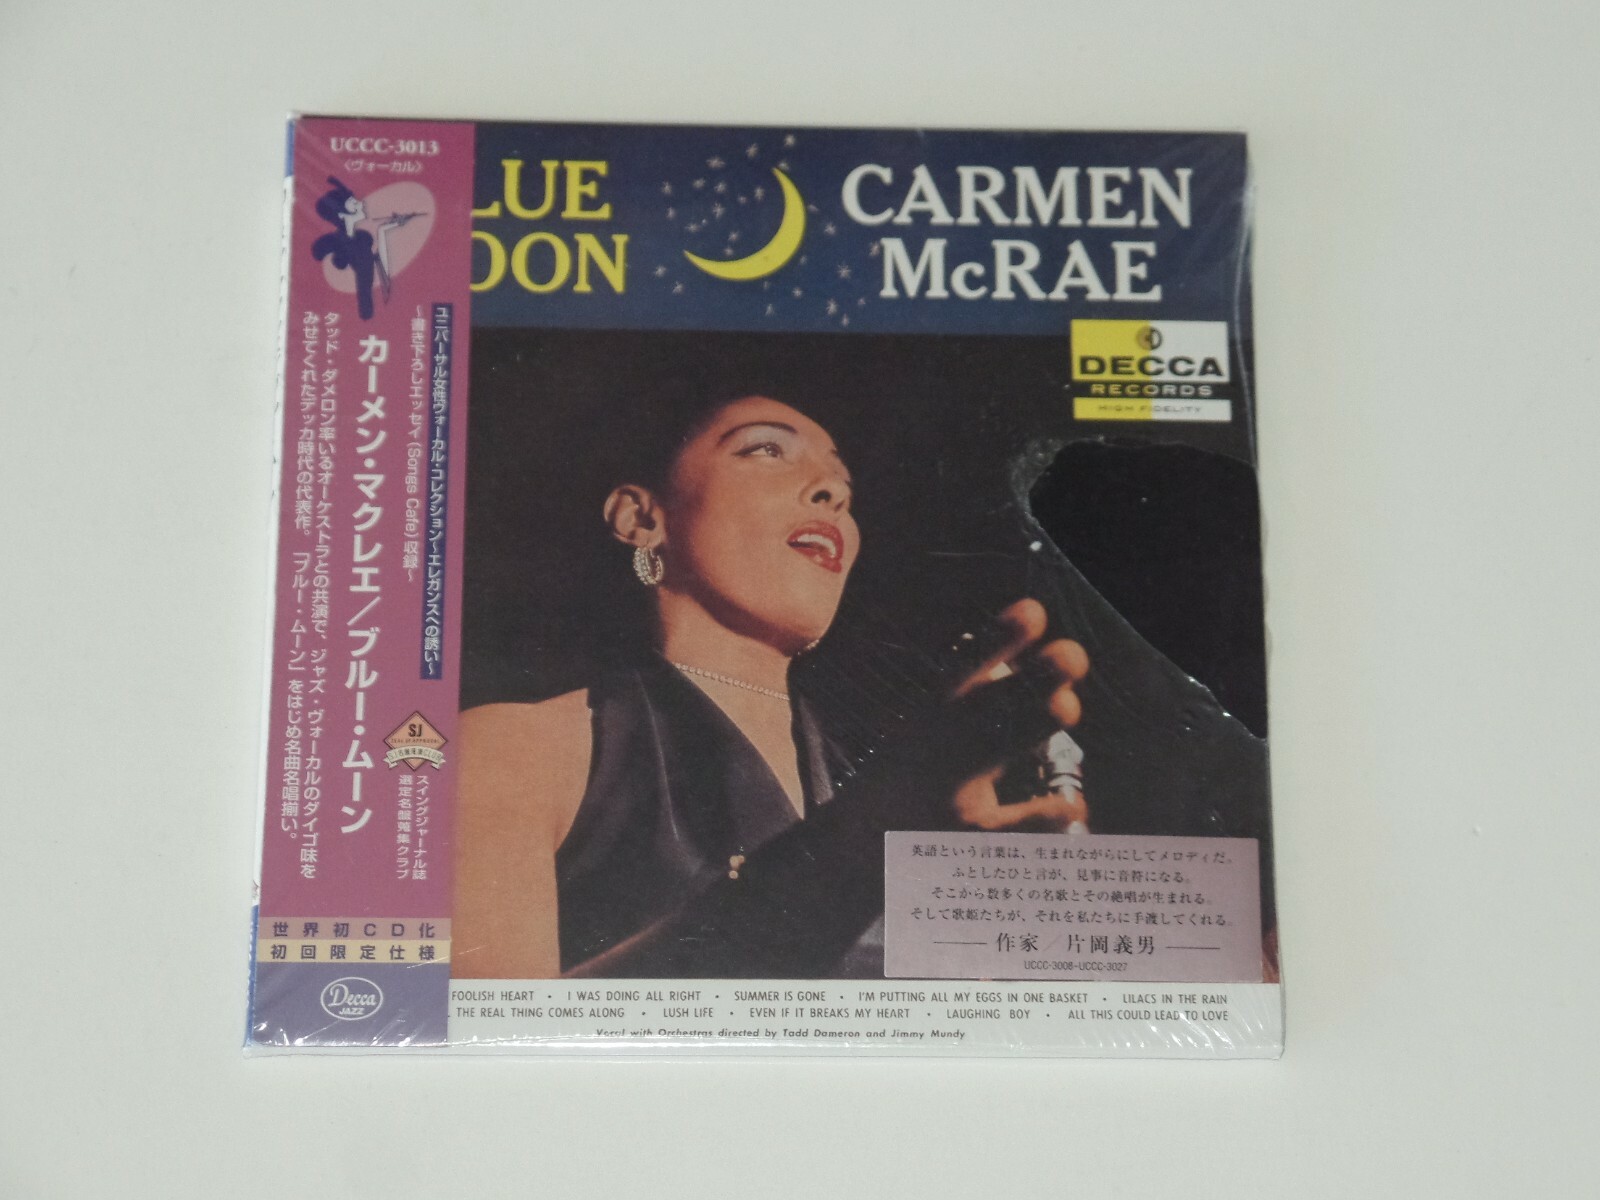 UCCC-3013
〈ヴォーカル〉
ユニバーサル女性ヴォーカル・コレクション〜エレガンスへの誘い〜
〜書き下ろしエッセイ(Songs Cafe)収録〜
カーメン・マクレエ/ブルー・ムーン
タッド・ダメロン率いるオーケストラとの共演で、ジャズ・ヴォーカルのダイゴ味を
みせてくれたデッカ時代の代表作。「ブルー・ムーン」をはじめ名曲名唱揃い。
SJ
スイングジャーナル誌
選定名盤蒐集クラブ
世界初CD化
初回限定仕様
Decca
JAZZ
LUE
OON
CARMEN
McRAE
DECCA
RECORDS
HIGH FIDELITY
英語という言葉は、生まれながらにしてメロディだ。
ふとしたひと言が、見事に音符になる。
そこから数多くの名歌とその絶唱が生まれる。
そして歌姫たちが、それを私たちに手渡してくれる。
作家/片岡義男
UCCC-3008~UCCC-3027
FOOLISH HEART • I WAS DOING ALL RIGHT • SUMMER IS GONE • I'M PUTTING ALL MY EGGS IN ONE BASKET • LILACS IN THE RAIN
THE REAL THING COMES ALONG • LUSH LIFE • EVEN IF IT BREAKS MY HEART • LAUGHING BOY • ALL THIS COULD LEAD TO LOVE
Vocal with Orchestras directed by Tadd Dameron and Jimmy Mundy